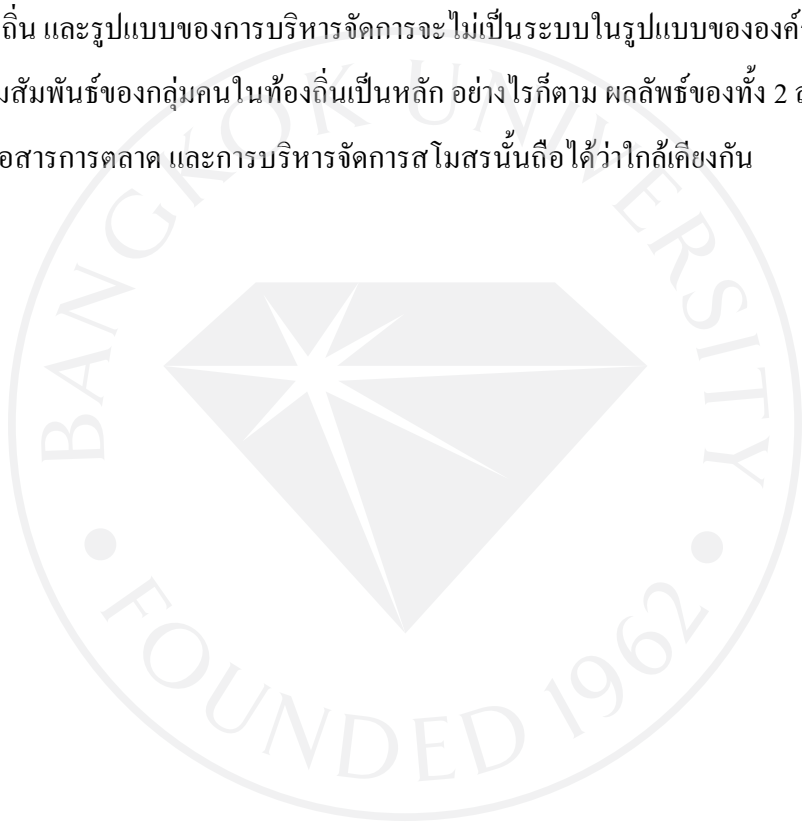 ถิ่น และรูปแบบของการบริหารจัดการจะไม่เป็นระบบในรูปแบบขององค์
มสัมพันธ์ของกลุ่มคนในท้องถิ่นเป็นหลัก อย่างไรก็ตาม ผลลัพธ์ของทั้ง 2
อสารการตลาด และการบริหารจัดการสโมสรนั้นถือได้ว่าใกล้เคียงกัน
BANGKOK UNIVERSITY
FOUNDED 1962